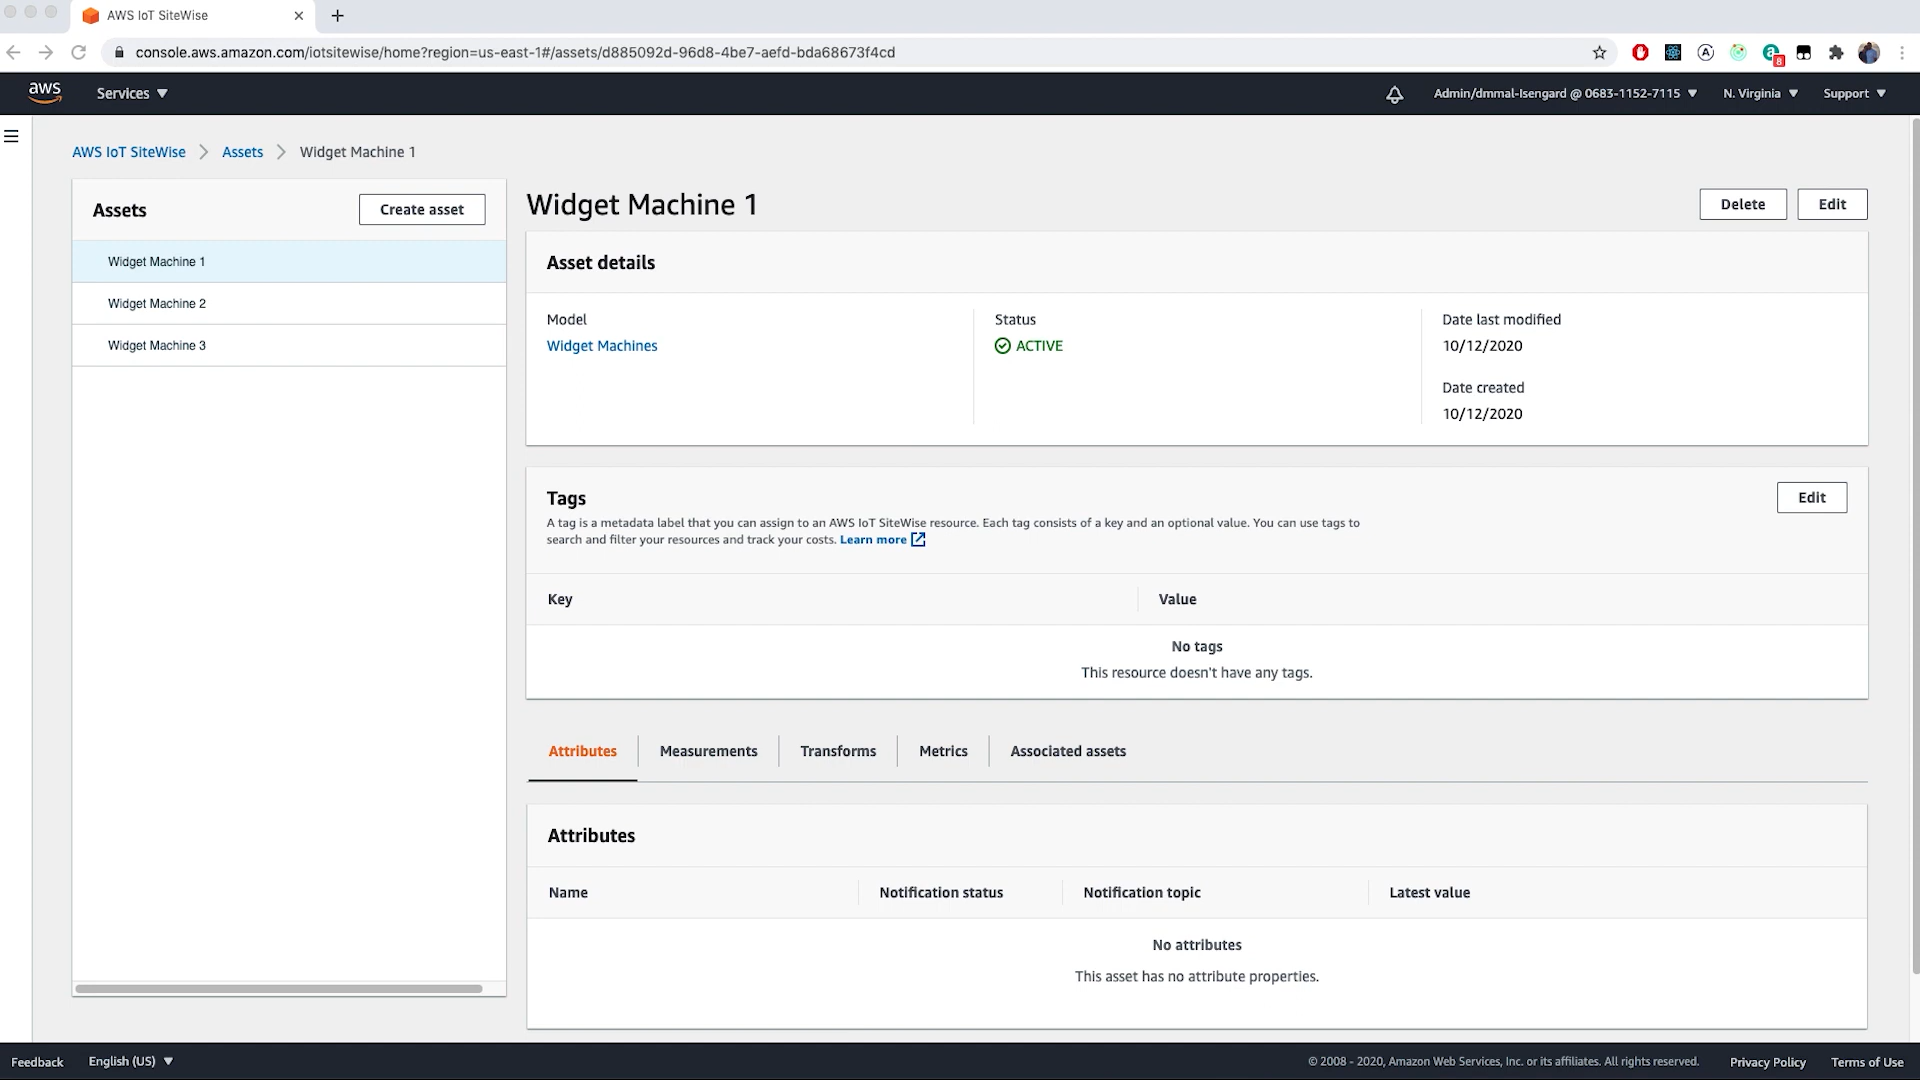 AWS IoT SiteWise
console.aws.amazon.com/iotsitewise/home?region=us-east-1#/assets/d885092d-96d8-4be7-aefd-bda68673f4cd
8
aws
Services
Admin/dmmal-Isengard @ 0683-1152-7115
N. Virginia
Support
AWS IoT SiteWise
Assets
Widget Machine 1
Assets
Create asset
Widget Machine 1
Widget Machine 2
Widget Machine 3
Widget Machine 1
Delete
Edit
Asset details
Model
Widget Machines
Status
ACTIVE
Date last modified
10/12/2020
Date created
10/12/2020
Tags
Edit
A tag is a metadata label that you can assign to an AWS IoT SiteWise resource. Each tag consists of a key and an optional value. You can use tags to
search and filter your resources and track your costs. Learn more
Key
Value
No tags
This resource doesn't have any tags.
Attributes
Measurements
Transforms
Metrics
Associated assets
Attributes
Name
Notification status
Notification topic
Latest value
No attributes
This asset has no attribute properties.
Feedback
English (US)
© 2008 - 2020, Amazon Web Services, Inc. or its affiliates. All rights reserved.
Privacy Policy
Terms of Use